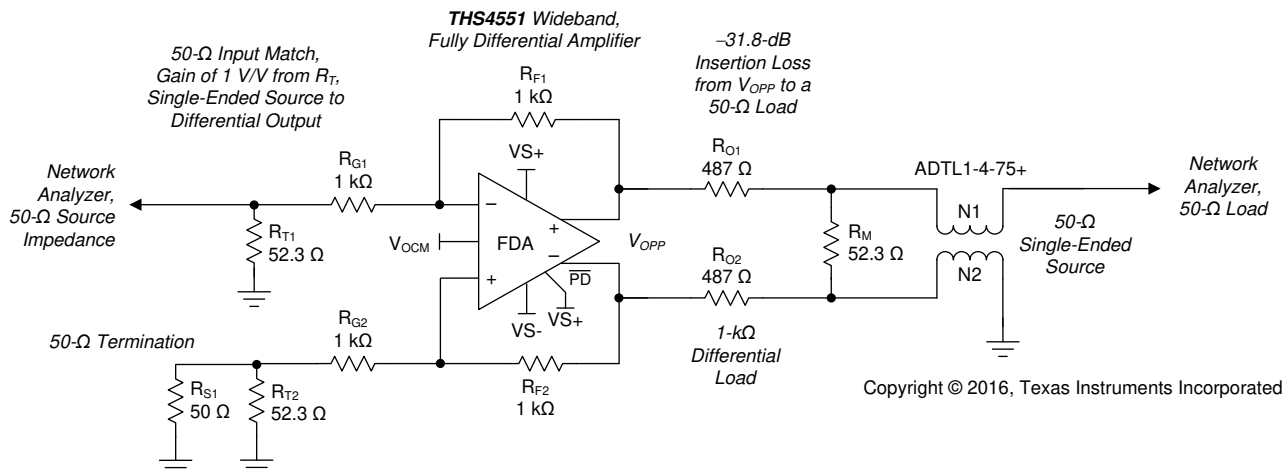 THS4551 Wideband,
Fully Differential Amplifier
50-Ω Input Match,
Gain of 1 V/V from RT,
Single-Ended Source to
Differential Output
–31.8-dB
Insertion Loss
from VOPP to a
50-Ω Load
RF1
1 kΩ
VS+
RG1
1 kΩ
RO1
487 Ω
ADTL1-4-75+
Network
Analyzer,
50-Ω Source
Impedance
Network
Analyzer,
50-Ω Load
RT1
52.3 Ω
VOCM
–
FDA
+
+
–
PD
VOPP
RM
52.3 Ω
N1
N2
50-Ω
Single-Ended
Source
RO2
487 Ω
VS-
VS+
RG2
1 kΩ
50-Ω Termination
1-kΩ
Differential
Load
RS1
50 Ω
RT2
52.3 Ω
RF2
1 kΩ
Copyright © 2016, Texas Instruments Incorporated